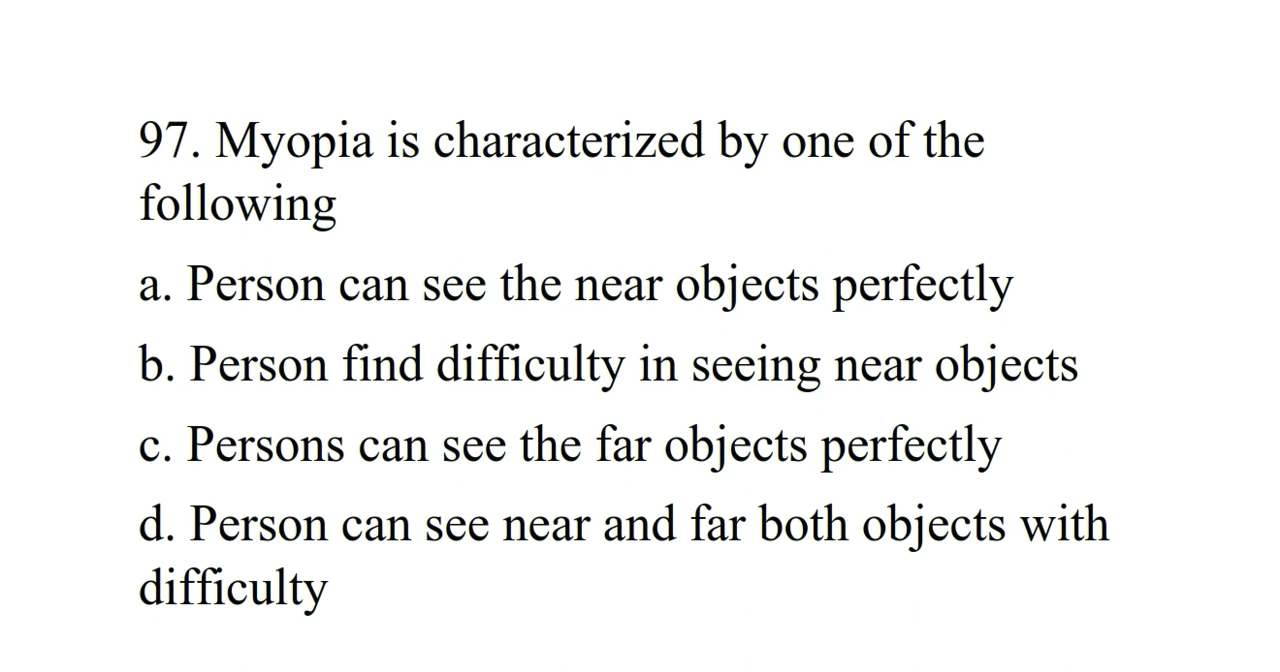 97. Myopia is characterized by one of the
following
a. Person can see the near objects perfectly
b. Person find difficulty in seeing near objects
c. Persons can see the far objects perfectly
d. Person can see near and far both objects with
difficulty